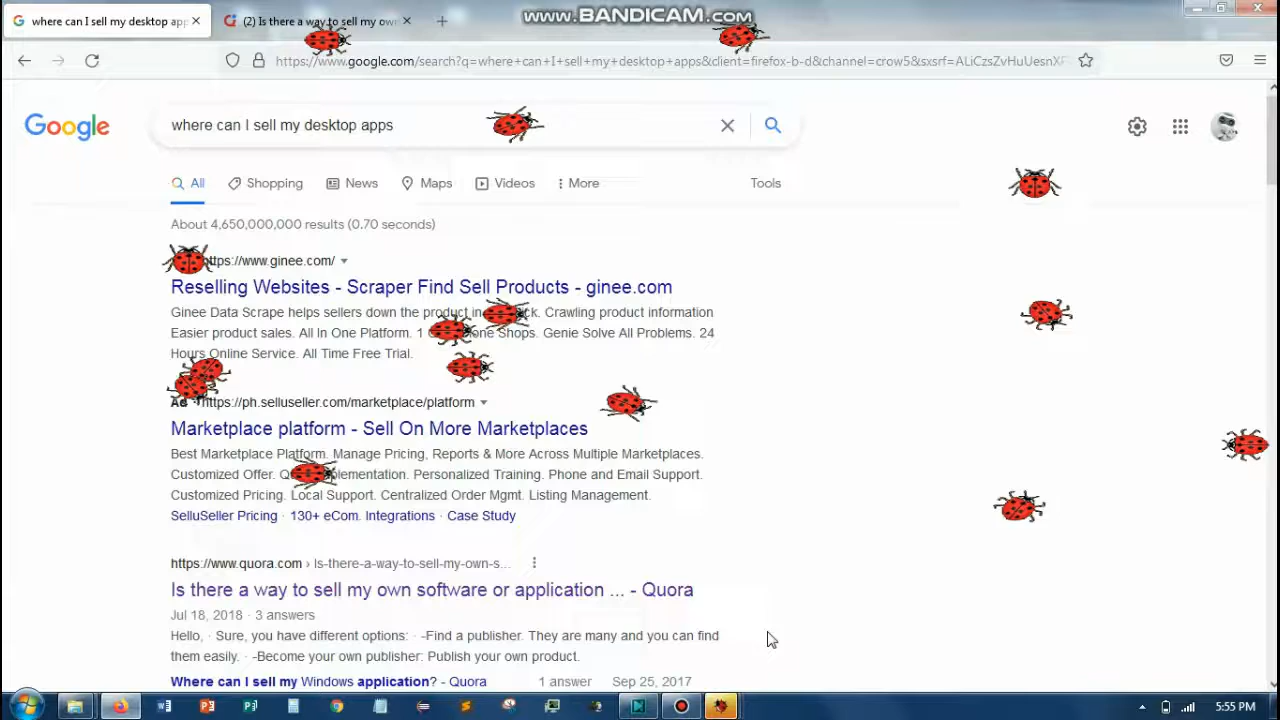 where can I sell my desktop app
(2) Is there a way to sell my own
www.BANDICAM.com
https://www.google.com/search?q=where can I sell my desktop apps&client=firefox-b-d&channel=crow5&sxsrf=ALiCzsZvHuUesnXF
Google
where can I sell my desktop apps
All
Shopping
News
Maps
Videos
More
Tools
About 4,650,000,000 results (0.70 seconds)
https://www.ginee.com/
Reselling Websites - Scraper Find Sell Products - ginee.com
Ginee Data Scrape helps sellers down the product in. Crawling product information
Easier product sales. All In One Platform. 1 Shops. Genie Solve All Problems. 24
Hours Online Service. All Time Free Trial.
Ad · https://ph.selluseller.com/marketplace/platform
Marketplace platform - Sell On More Marketplaces
Best Marketplace Platform. Manage Pricing, Reports & More Across Multiple Marketplaces.
Customized Offer. Implementation. Personalized Training. Phone and Email Support.
Customized Pricing. Local Support. Centralized Order Mgmt. Listing Management.
SelluSeller Pricing · 130+ eCom. Integrations · Case Study
https://www.quora.com › Is-there-a-way-to-sell-my-own-s...
Is there a way to sell my own software or application ... - Quora
Jul 18, 2018 · 3 answers
Hello, · Sure, you have different options: · -Find a publisher. They are many and you can find
them easily. · -Become your own publisher: Publish your own product.
Where can I sell my Windows application? - Quora
1 answer
Sep 25, 2017
5:55 PM